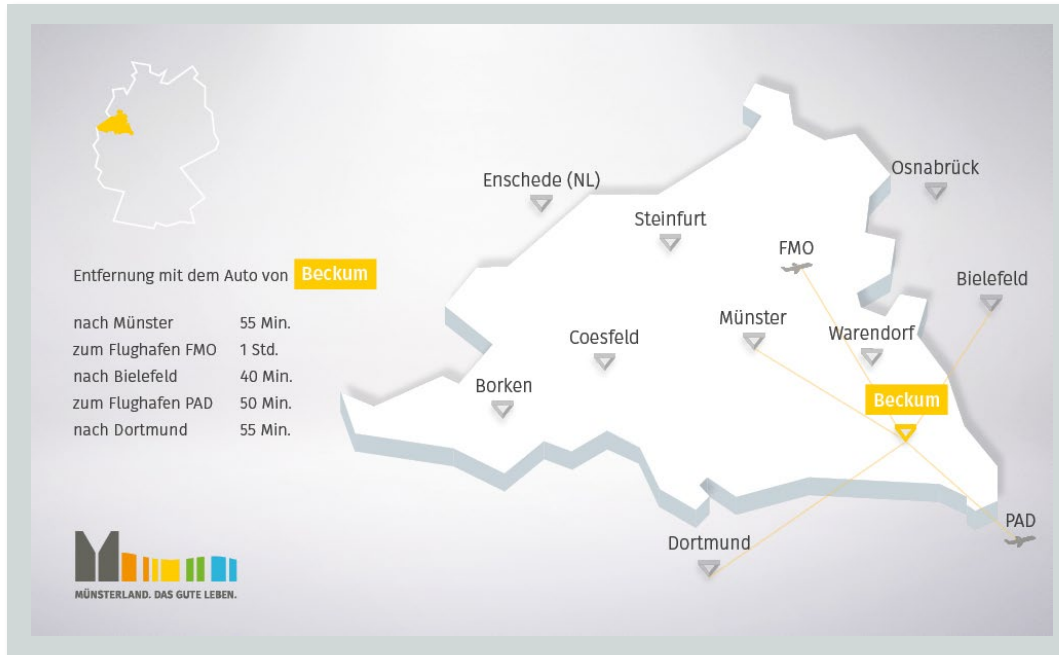 Enschede (NL)
Osnabrück
Steinfurt
FMO
Bielefeld
Entfernung mit dem Auto von Beckum
nach Münster 55 Min.
zum Flughafen FMO 1 Std.
nach Bielefeld 40 Min.
zum Flughafen PAD 50 Min.
nach Dortmund 55 Min.
Münster
Warendorf
Coesfeld
Borken
Beckum
PAD
Dortmund
MÜNSTERLAND. DAS GUTE LEBEN.